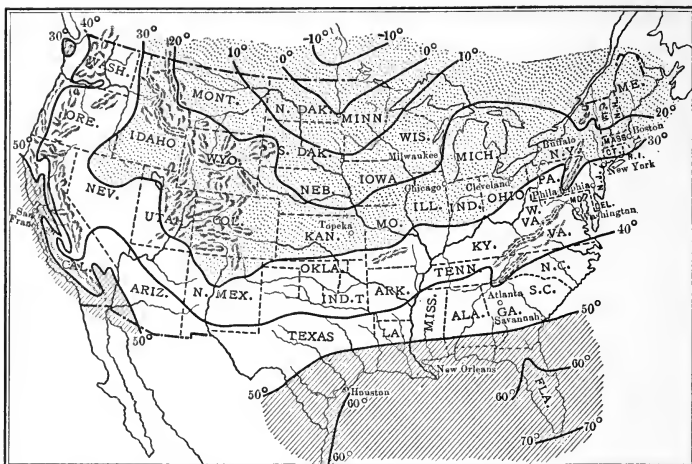 30° 40° 30° 20° 10° 0° -10° -10° 0° 10°
WASH.
MONT.
N. DAK.
MINN.
ME.
ORE.
IDAHO
WYO.
S. DAK.
WIS.
MICH.
Milwaukee
Buffalo
N.Y.
MASS.
Boston
20°
50°
NEV.
UTAH
COL.
NEB.
IOWA
Chicago
Cleveland
PA.
CT.
R.I.
New York
30°
San Fran.
CAL.
Topeka
KAN.
MO.
ILL.
IND.
OHIO
Philadelphia
N.J.
MD.
DEL.
Washington
W. VA.
VA.
KY.
40°
ARIZ.
N. MEX.
OKLA.
IND. T.
ARK.
TENN.
N.C.
S.C.
50°
TEXAS
LA.
MISS.
ALA.
Atlanta
GA.
Savannah
50°
50°
New Orleans
Houston
60°
FLA.
60°
60°
60°
70°
70°